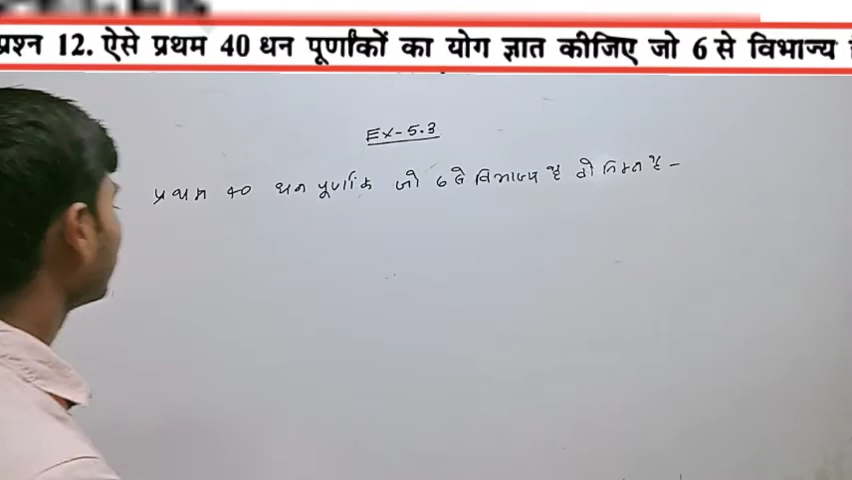 प्रश्न 12. ऐसे प्रथम 40 धन पूर्णांकों का योग ज्ञात कीजिए जो 6 से विभाज्य
Ex-5.3
प्रथम 40 धन पूर्णांक जो 6 से विभाज्य है वो निम्न है -